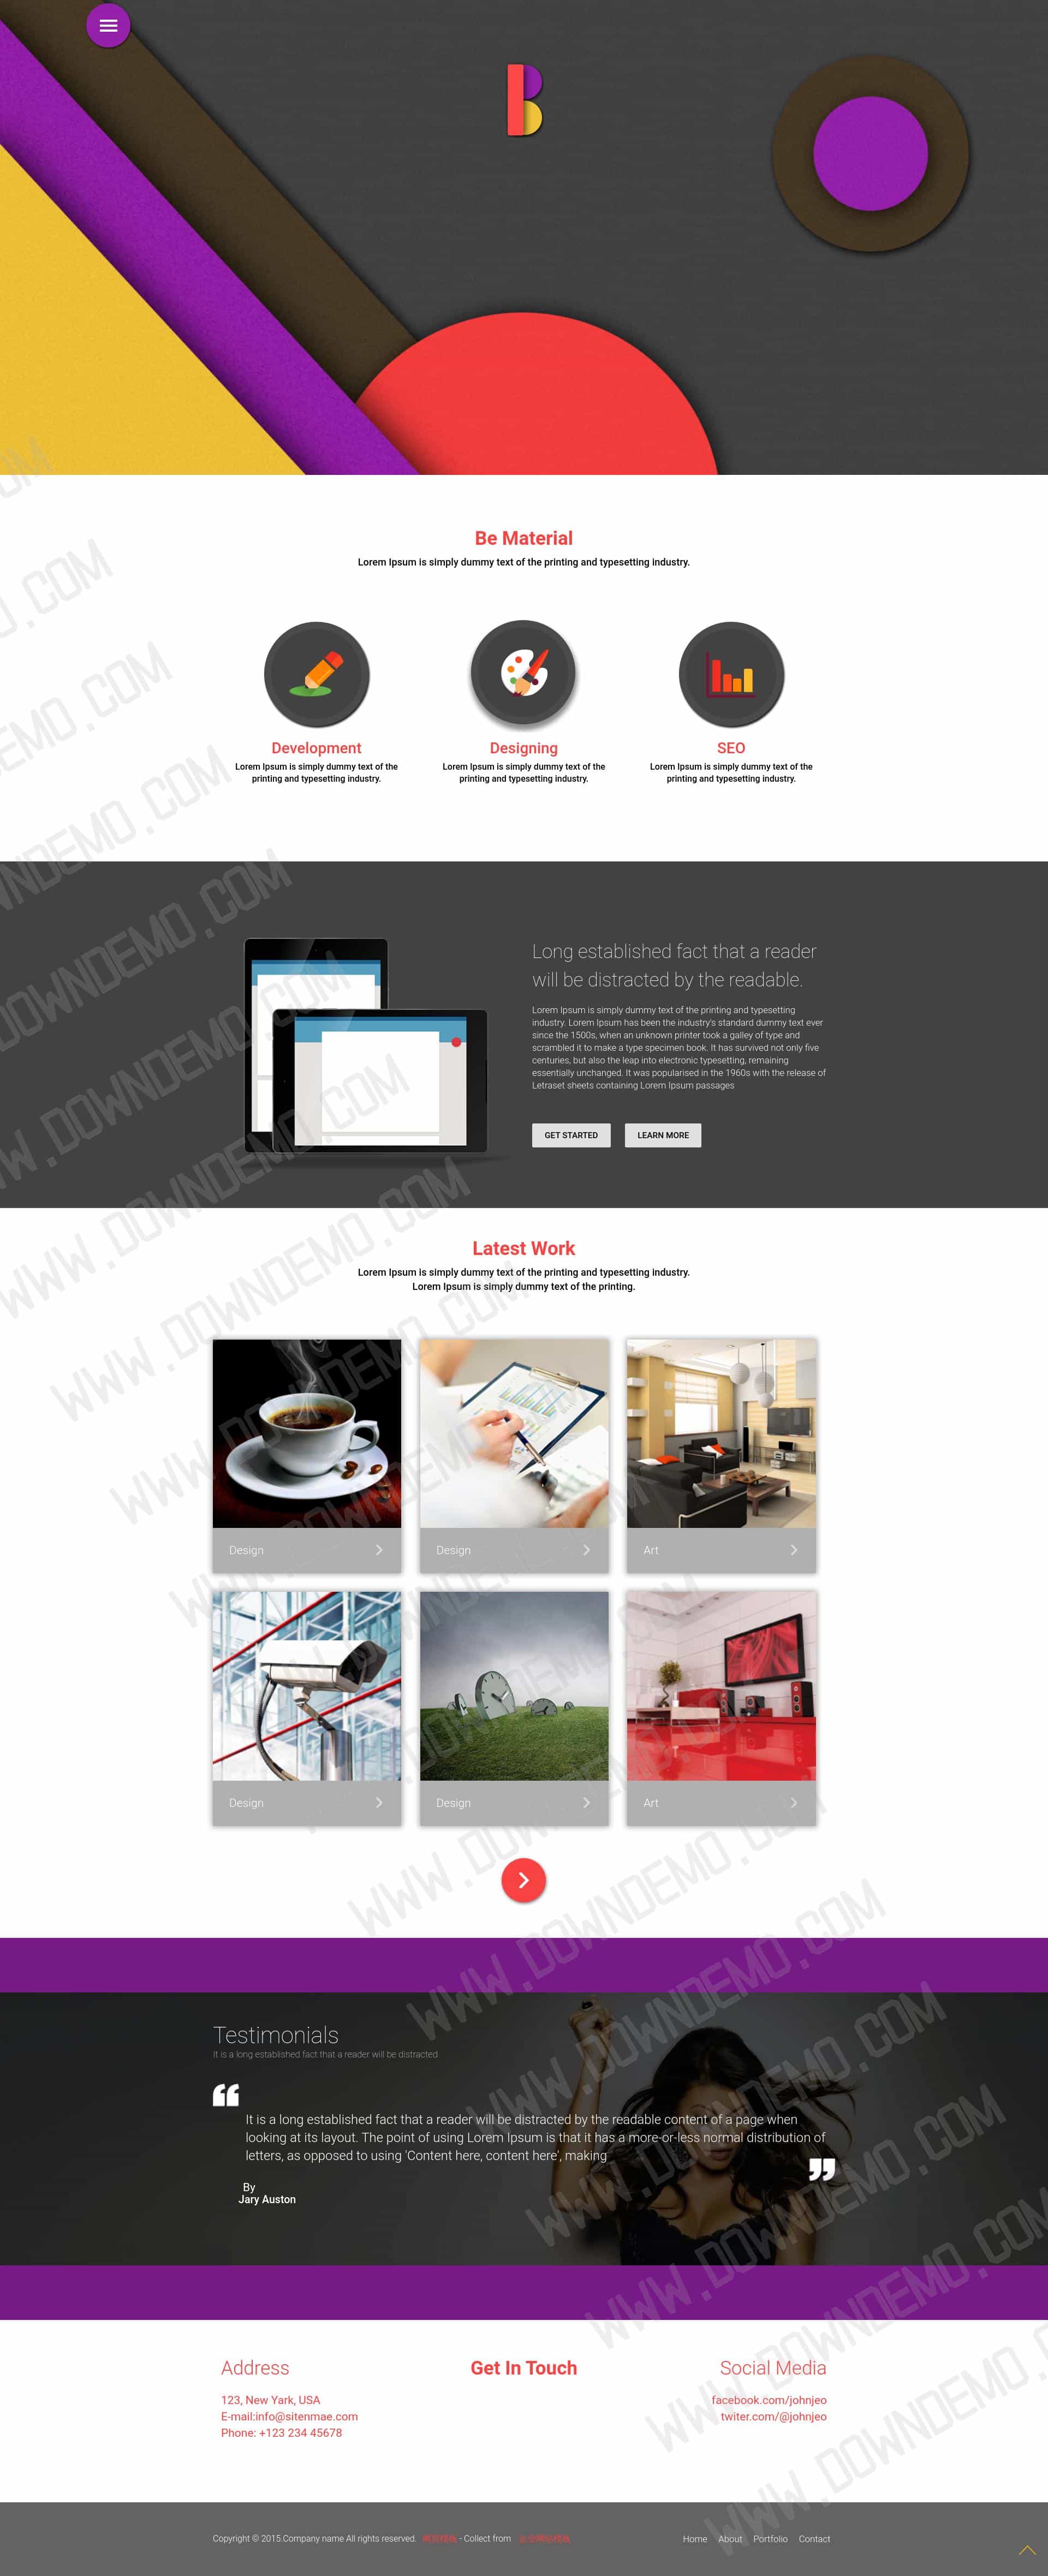 Be Material
Lorem Ipsum is simply dummy text of the printing and typesetting industry.
Development
Lorem Ipsum is simply dummy text of the
printing and typesetting industry.
Designing
Lorem Ipsum is simply dummy text of the
printing and typesetting industry.
SEO
Lorem Ipsum is simply dummy text of the
printing and typesetting industry.
Long established fact that a reader
will be distracted by the readable.
Lorem Ipsum is simply dummy text of the printing and typesetting
industry. Lorem Ipsum has been the industry's standard dummy text ever
since the 1500s, when an unknown printer took a galley of type and
scrambled it to make a type specimen book. It has survived not only five
centuries, but also the leap into electronic typesetting, remaining
essentially unchanged. It was popularised in the 1960s with the release of
Letraset sheets containing Lorem Ipsum passages
GET STARTED
LEARN MORE
Latest Work
Lorem Ipsum is simply dummy text of the printing and typesetting industry.
Lorem Ipsum is simply dummy text of the printing.
Design
Design
Art
Design
Design
Art
Testimonials
It is a long established fact that a reader will be distracted
It is a long established fact that a reader will be distracted by the readable content of a page when
looking at its layout. The point of using Lorem Ipsum is that it has a more-or-less normal distribution of
letters, as opposed to using 'Content here, content here', making
By
Jary Auston
Address
123, New Yark, USA
E-mail:info@sitenmae.com
Phone: +123 234 45678
Get In Touch
Social Media
facebook.com/johnjeo
twiter.com/@johnjeo
Copyright © 2015.Company name All rights reserved. 网页模板 - Collect from 企业网站模板
Home About Portfolio Contact
WWW.DOWNDEMO.COM